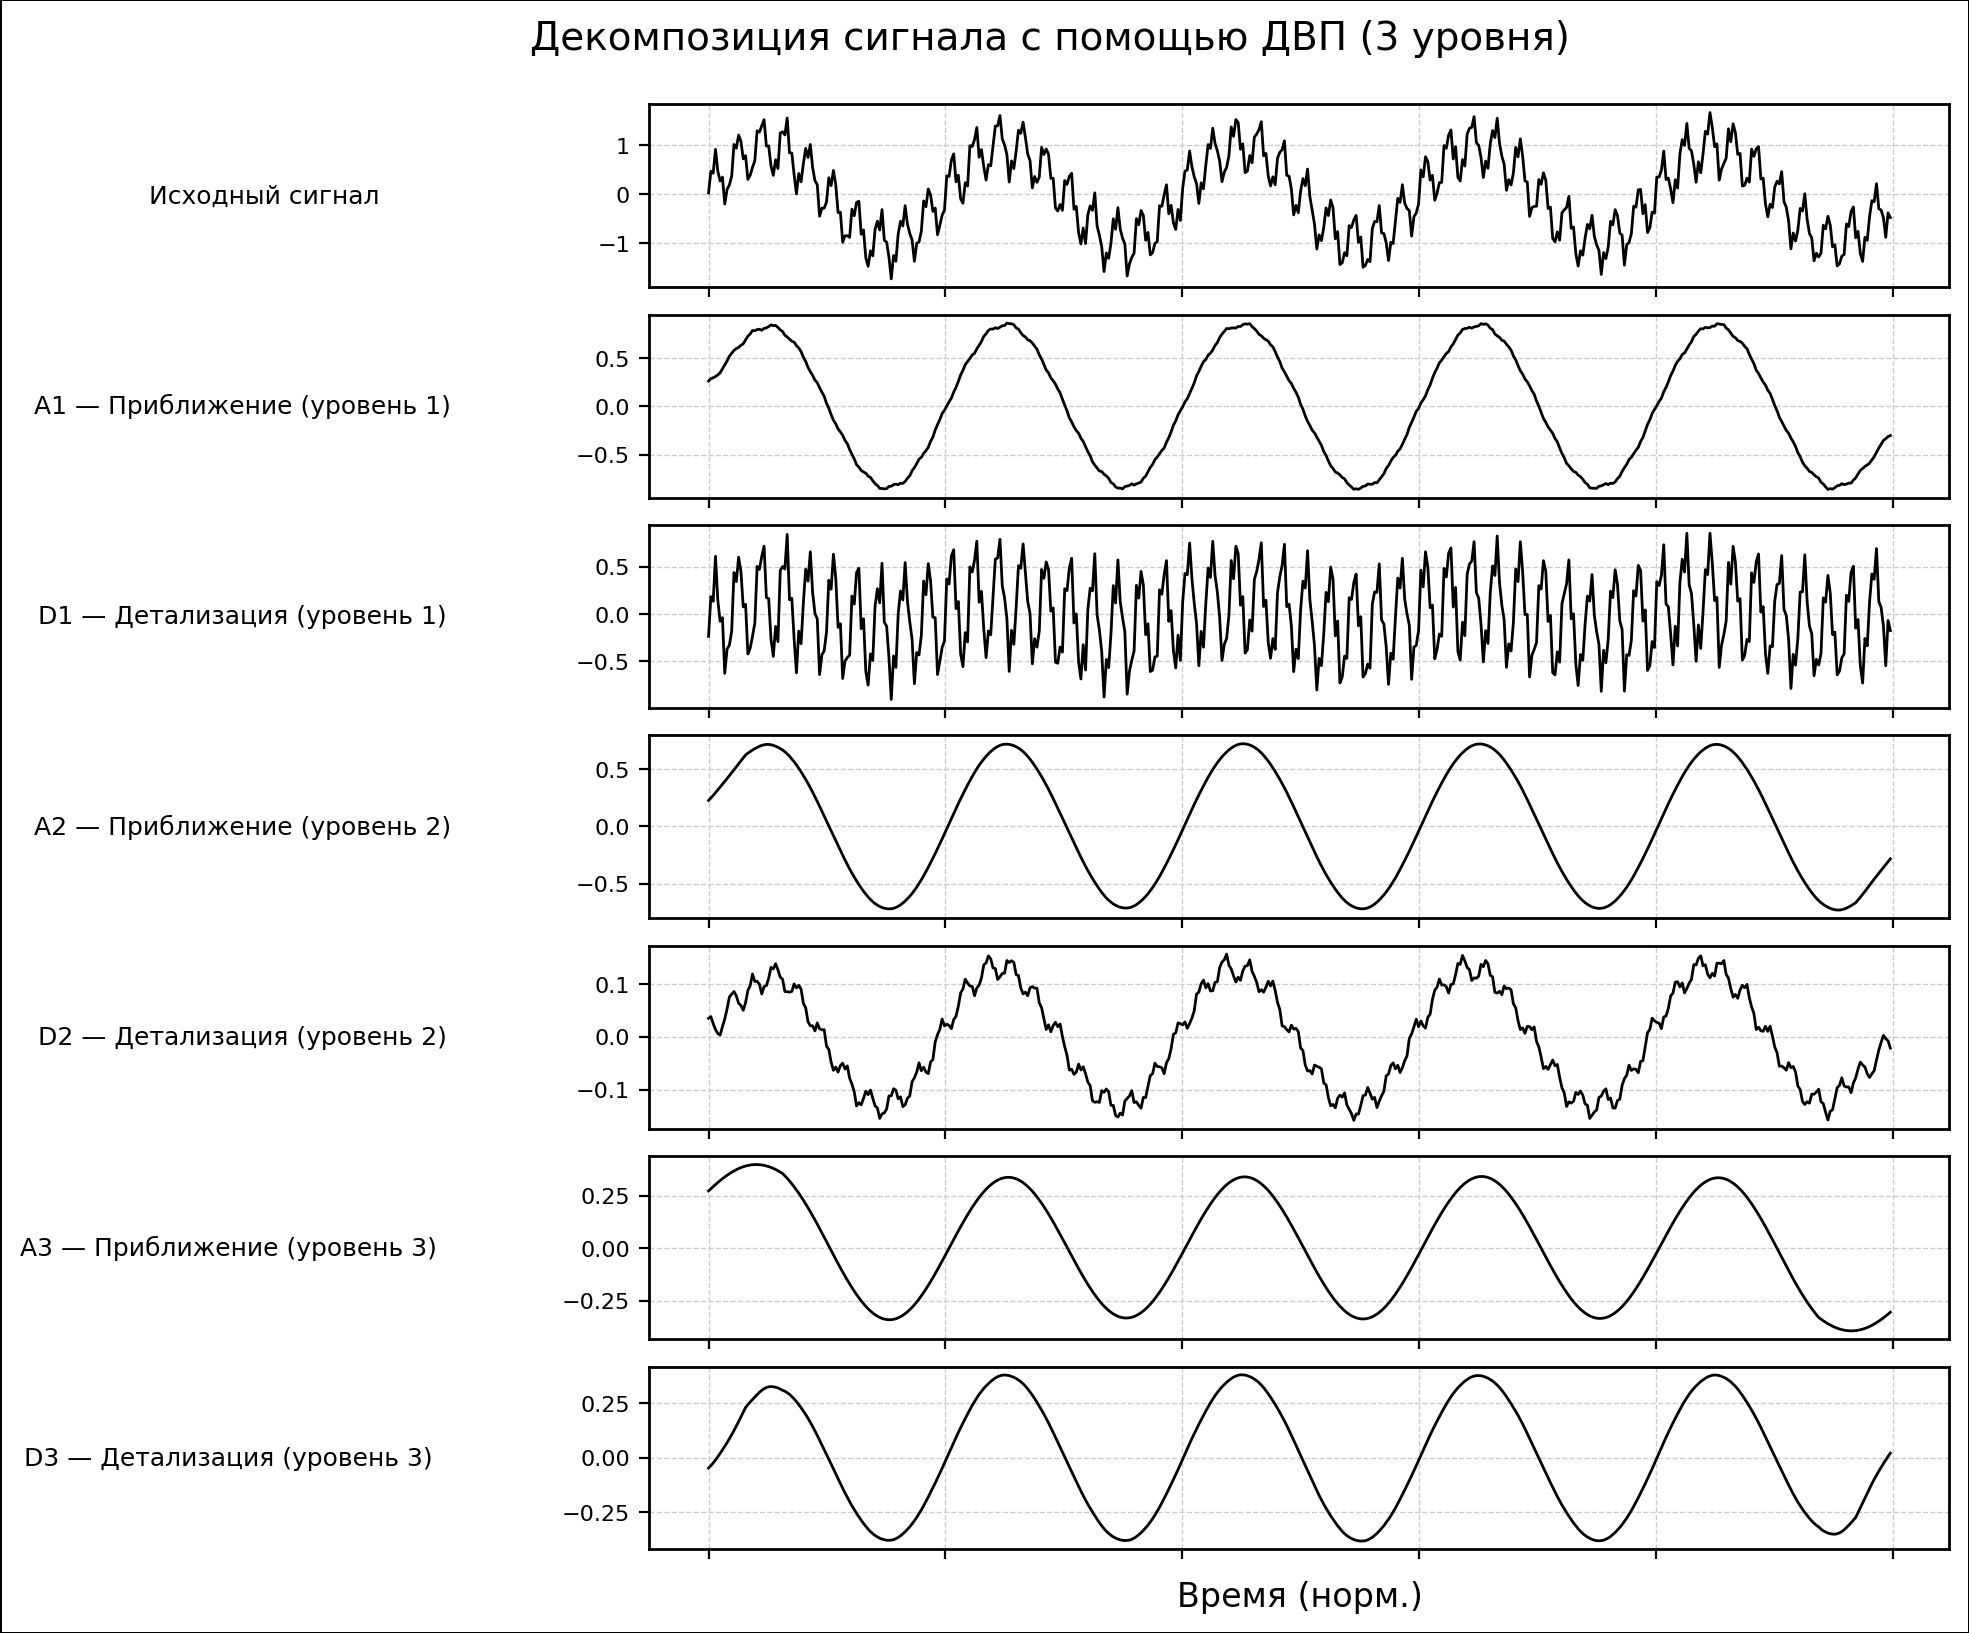 Декомпозиция сигнала с помощью ДВП (3 уровня)
Исходный сигнал
1
0
−1
A1 — Приближение (уровень 1)
0.5
0.0
−0.5
D1 — Детализация (уровень 1)
0.5
0.0
−0.5
A2 — Приближение (уровень 2)
0.5
0.0
−0.5
D2 — Детализация (уровень 2)
0.1
0.0
−0.1
A3 — Приближение (уровень 3)
0.25
0.00
−0.25
D3 — Детализация (уровень 3)
0.25
0.00
−0.25
Время (норм.)